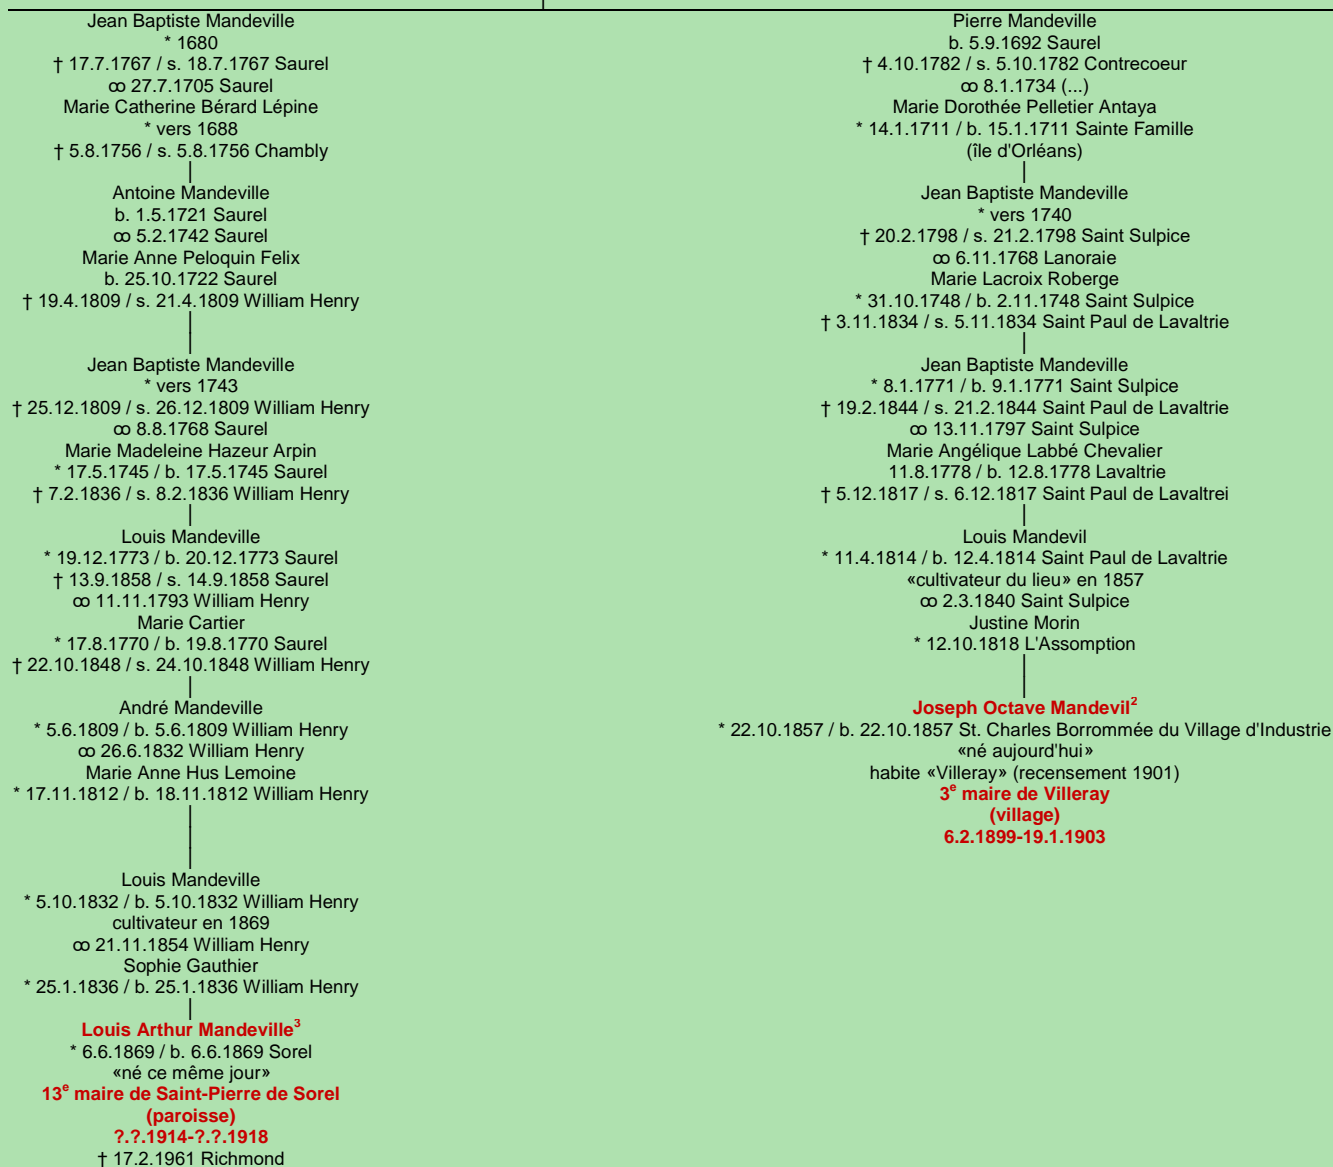 Jean Baptiste Mandeville
* 1680
† 17.7.1767 / s. 18.7.1767 Saurel
ꝏ 27.7.1705 Saurel
Marie Catherine Bérard Lépine
* vers 1688
† 5.8.1756 / s. 5.8.1756 Chambly
Antoine Mandeville
b. 1.5.1721 Saurel
ꝏ 5.2.1742 Saurel
Marie Anne Peloquin Felix
b. 25.10.1722 Saurel
† 19.4.1809 / s. 21.4.1809 William Henry
Jean Baptiste Mandeville
* vers 1743
† 25.12.1809 / s. 26.12.1809 William Henry
ꝏ 8.8.1768 Saurel
Marie Madeleine Hazeur Arpin
* 17.5.1745 / b. 17.5.1745 Saurel
† 7.2.1836 / s. 8.2.1836 William Henry
Louis Mandeville
* 19.12.1773 / b. 20.12.1773 Saurel
† 13.9.1858 / s. 14.9.1858 Saurel
ꝏ 11.11.1793 William Henry
Marie Cartier
* 17.8.1770 / b. 19.8.1770 Saurel
† 22.10.1848 / s. 24.10.1848 William Henry
André Mandeville
* 5.6.1809 / b. 5.6.1809 William Henry
ꝏ 26.6.1832 William Henry
Marie Anne Hus Lemoine
* 17.11.1812 / b. 18.11.1812 William Henry
Louis Mandeville
* 5.10.1832 / b. 5.10.1832 William Henry
cultivateur en 1869
ꝏ 21.11.1854 William Henry
Sophie Gauthier
* 25.1.1836 / b. 25.1.1836 William Henry
Louis Arthur Mandeville³
* 6.6.1869 / b. 6.6.1869 Sorel
«né ce même jour»
13ᵉ maire de Saint-Pierre de Sorel
(paroisse)
?.?.1914-?.?.1918
† 17.2.1961 Richmond
Pierre Mandeville
b. 5.9.1692 Saurel
† 4.10.1782 / s. 5.10.1782 Contrecoeur
ꝏ 8.1.1734 (...)
Marie Dorothée Pelletier Antaya
* 14.1.1711 / b. 15.1.1711 Sainte Famille
(île d'Orléans)
Jean Baptiste Mandeville
* vers 1740
† 20.2.1798 / s. 21.2.1798 Saint Sulpice
ꝏ 6.11.1768 Lanoraie
Marie Lacroix Roberge
* 31.10.1748 / b. 2.11.1748 Saint Sulpice
† 3.11.1834 / s. 5.11.1834 Saint Paul de Lavaltrie
Jean Baptiste Mandeville
* 8.1.1771 / b. 9.1.1771 Saint Sulpice
† 19.2.1844 / s. 21.2.1844 Saint Paul de Lavaltrie
ꝏ 13.11.1797 Saint Sulpice
Marie Angélique Labbé Chevalier
11.8.1778 / b. 12.8.1778 Lavaltrie
† 5.12.1817 / s. 6.12.1817 Saint Paul de Lavaltrei
Louis Mandevil
* 11.4.1814 / b. 12.4.1814 Saint Paul de Lavaltrie
«cultivateur du lieu» en 1857
ꝏ 2.3.1840 Saint Sulpice
Justine Morin
* 12.10.1818 L'Assomption
Joseph Octave Mandevil²
* 22.10.1857 / b. 22.10.1857 St. Charles Borrommée du Village d'Industrie
«né aujourd'hui»
habite «Villeray» (recensement 1901)
3ᵉ maire de Villeray
(village)
6.2.1899-19.1.1903